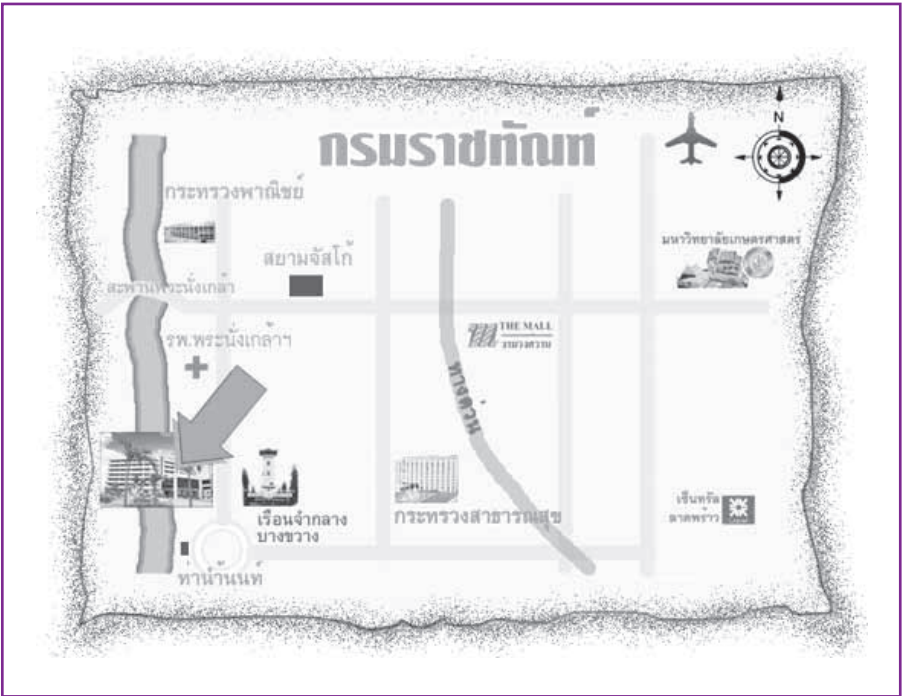 กรมราชทัณฑ์
N
กระทรวงพาณิชย์
มหาวิทยาลัยเกษตรศาสตร์
สยามจัสโก้
สะพานพระนั่งเกล้า
THE MALL
งามวงศวาน
รพ.พระนั่งเกล้าฯ
ทางด่วน
เรือนจำกลาง
บางขวาง
กระทรวงสาธารณสุข
เซ็นทรัล
ลาดพร้าว
ท่าน้ำนนท์